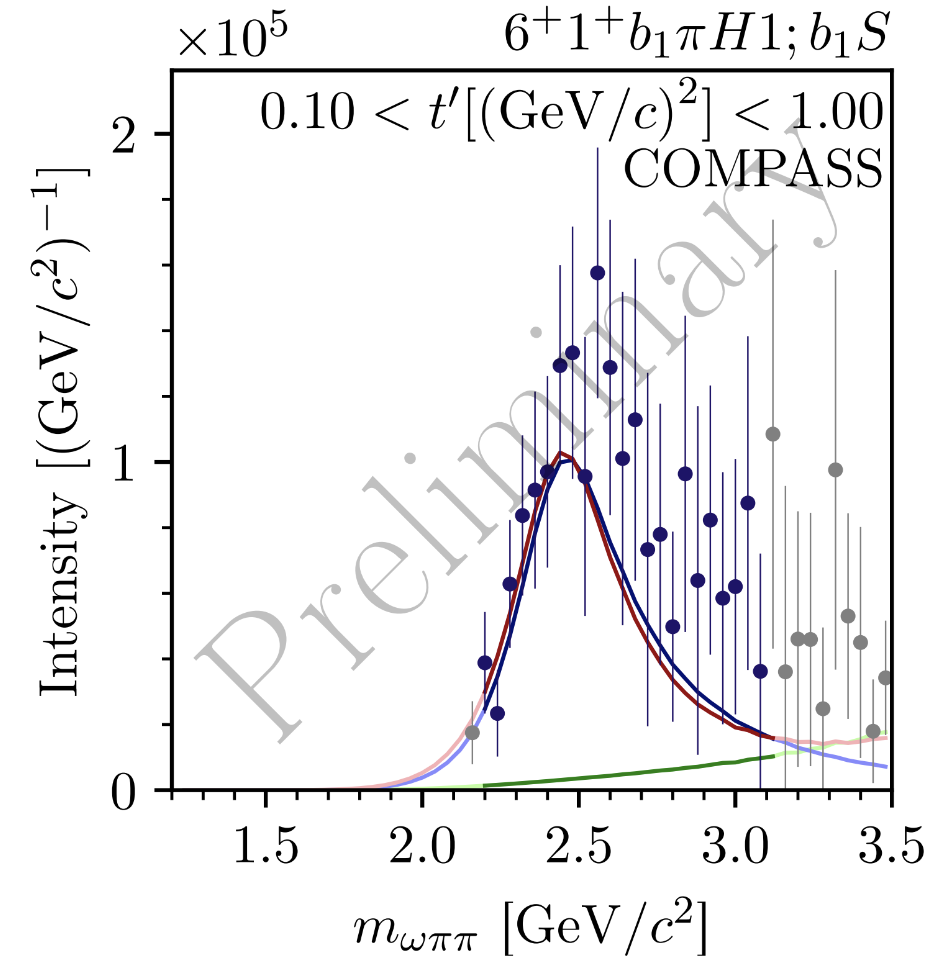 ×10⁵
6⁺1⁺b₁πH1; b₁S
0.10 < t′[(GeV/c)²] < 1.00
COMPASS
Preliminary
Intensity [(GeV/c²)⁻¹]
2
1
0
1.5 2.0 2.5 3.0 3.5
m_ωππ [GeV/c²]